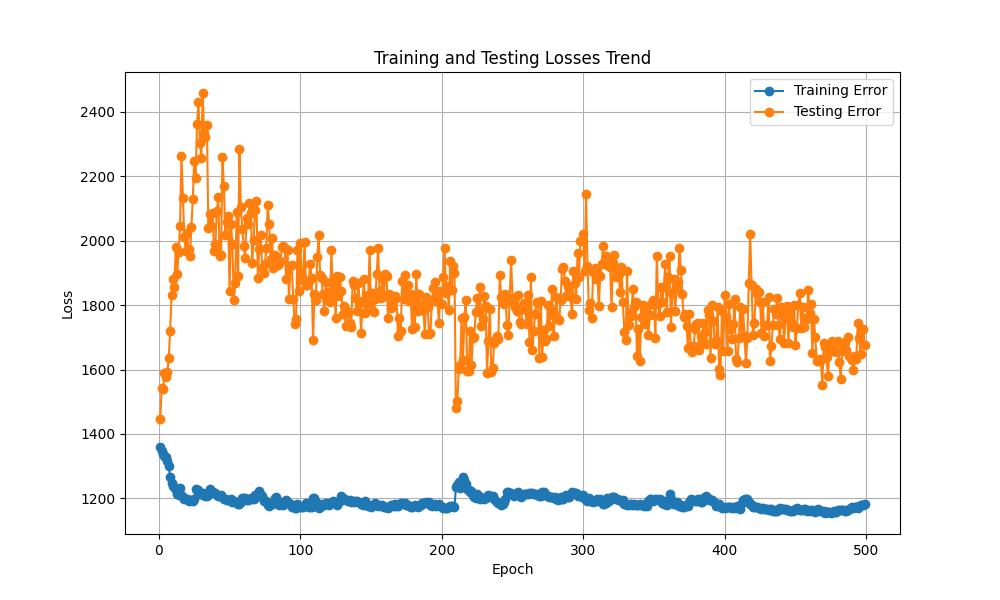 Training and Testing Losses Trend
Training Error
Testing Error
2400
2200
2000
1800
1600
1400
1200
Loss
0 100 200 300 400 500
Epoch